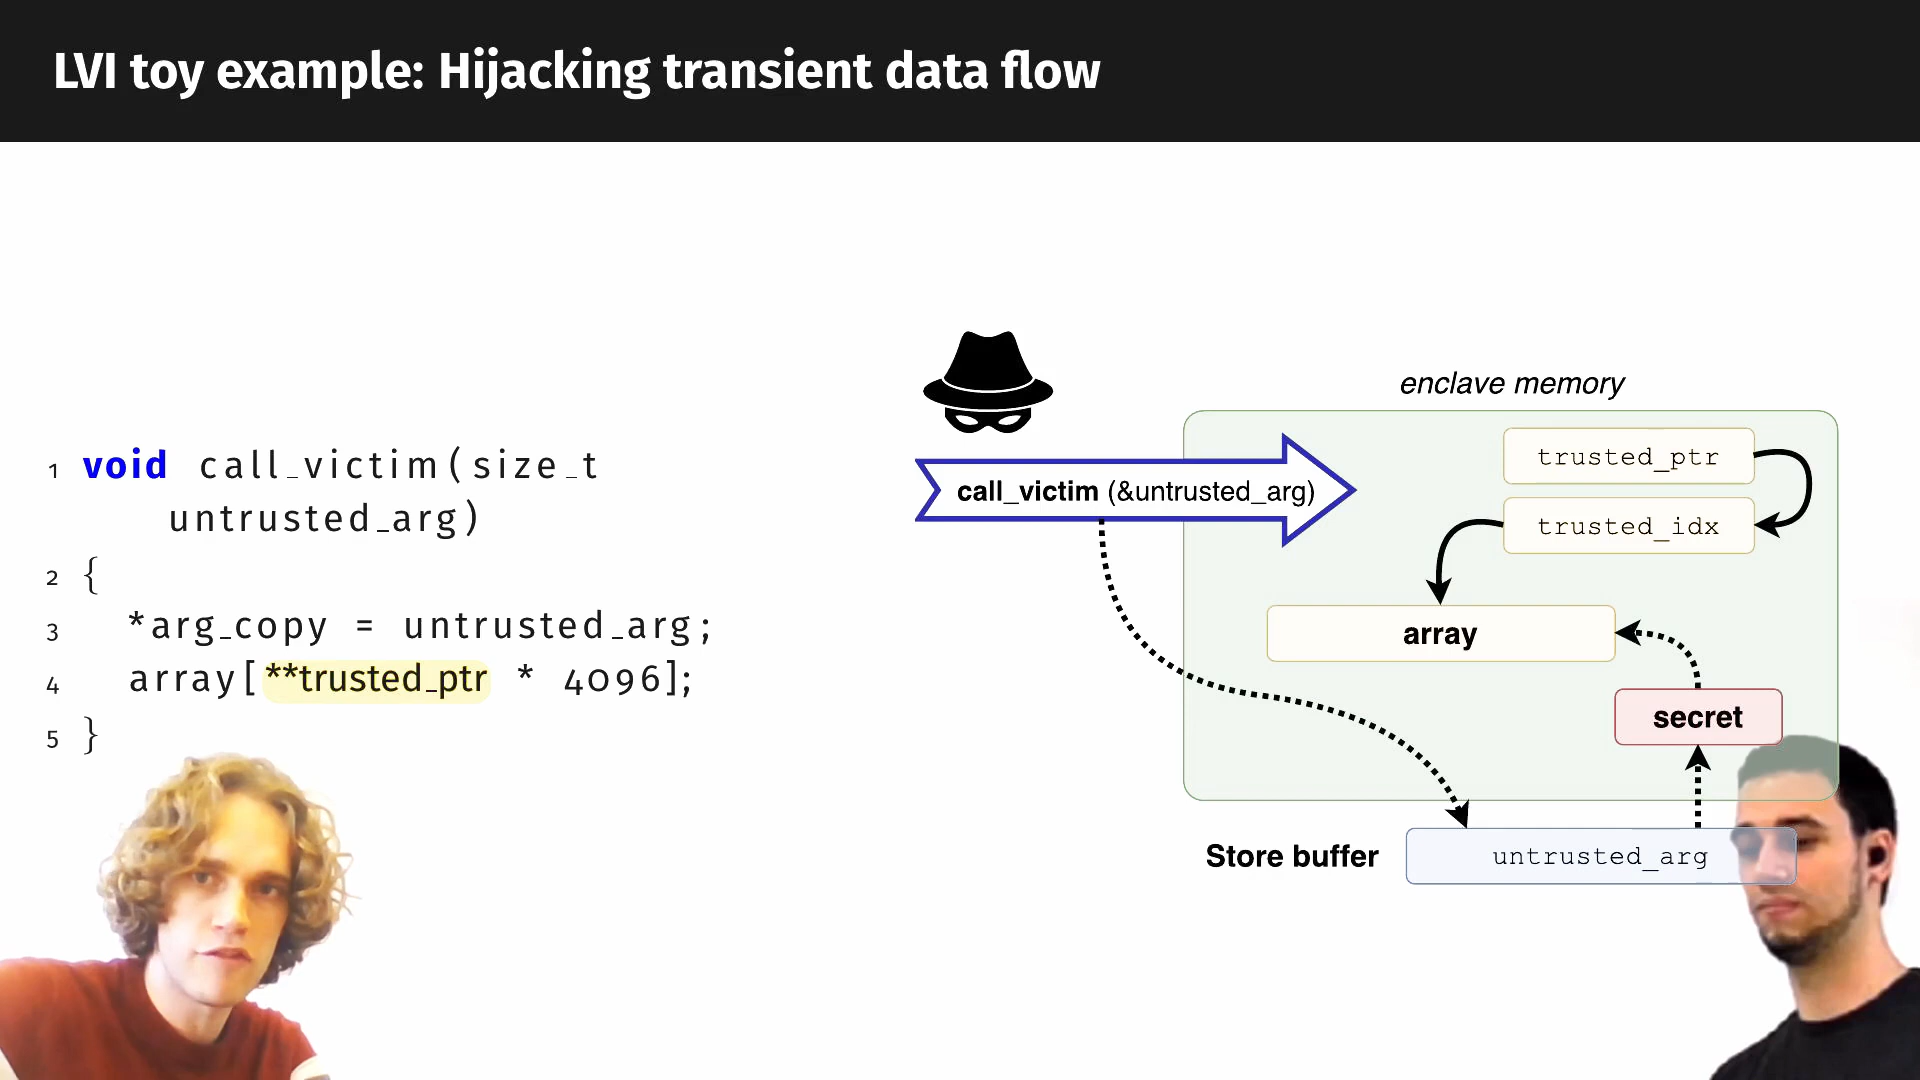 LVI toy example: Hijacking transient data flow
1 void call_victim(size_t
untrusted_arg)
2 {
3 *arg_copy = untrusted_arg;
4 array[**trusted_ptr * 4096];
5 }
enclave memory
call_victim (&untrusted_arg)
trusted_ptr
trusted_idx
array
secret
Store buffer
untrusted_arg